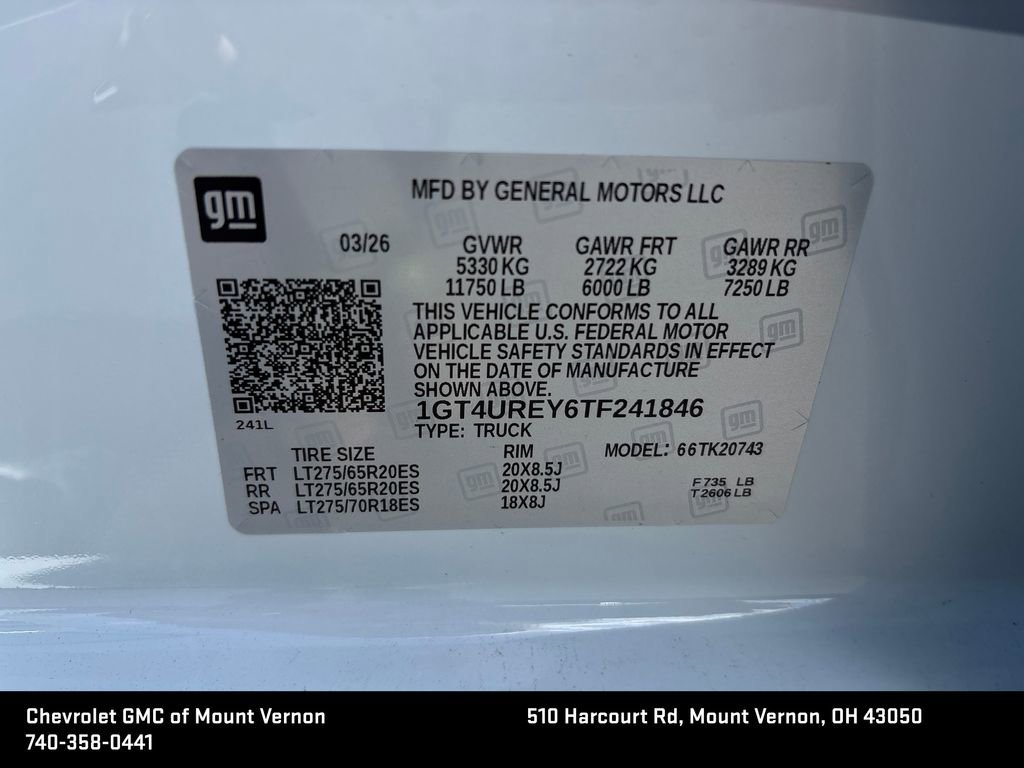 gm
MFD BY GENERAL MOTORS LLC
03/26 GVWR GAWR FRT GAWR RR
5330 KG 2722 KG 3289 KG
11750 LB 6000 LB 7250 LB
THIS VEHICLE CONFORMS TO ALL
APPLICABLE U.S. FEDERAL MOTOR
VEHICLE SAFETY STANDARDS IN EFFECT
ON THE DATE OF MANUFACTURE
SHOWN ABOVE.
1GT4UREY6TF241846
241L
TYPE: TRUCK
TIRE SIZE RIM MODEL: 66TK20743
FRT LT275/65R20ES 20X8.5J
RR LT275/65R20ES 20X8.5J
SPA LT275/70R18ES 18X8J
F735 LB
T2606 LB
Chevrolet GMC of Mount Vernon 510 Harcourt Rd, Mount Vernon, OH 43050
740-358-0441